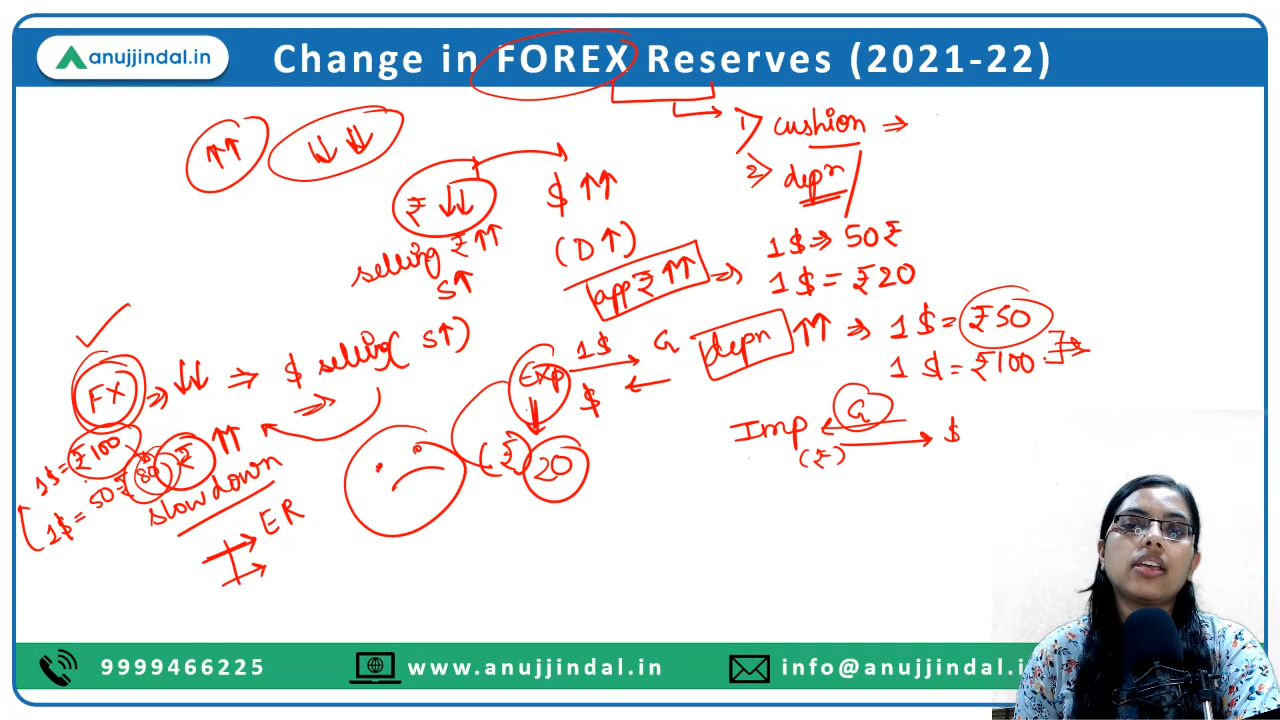 anujjindal.in
Change in FOREX Reserves (2021-22)
↑↑ ↓↓
1) cushion ⇒
2) depn
₹ ↓↓ $ ↑↑
selling ₹ ↑↑ (D ↑)
S↑
1$ ⇒ 50₹
app ₹ ↑↑ ⇒ 1$ = ₹20
depn ↑↑ ⇒ 1$ = ₹50
1$ = ₹100
FX ⇒ ↓↓ ⇒ $ selling (S↑)
Exp 1$ → G
← $
(₹) 20
Imp G
(₹) → $
₹ ↑↑
1$ = ₹100
1$ = 50₹ 80
slow down
ER
9999466225
www.anujjindal.in
info@anujjindal.i